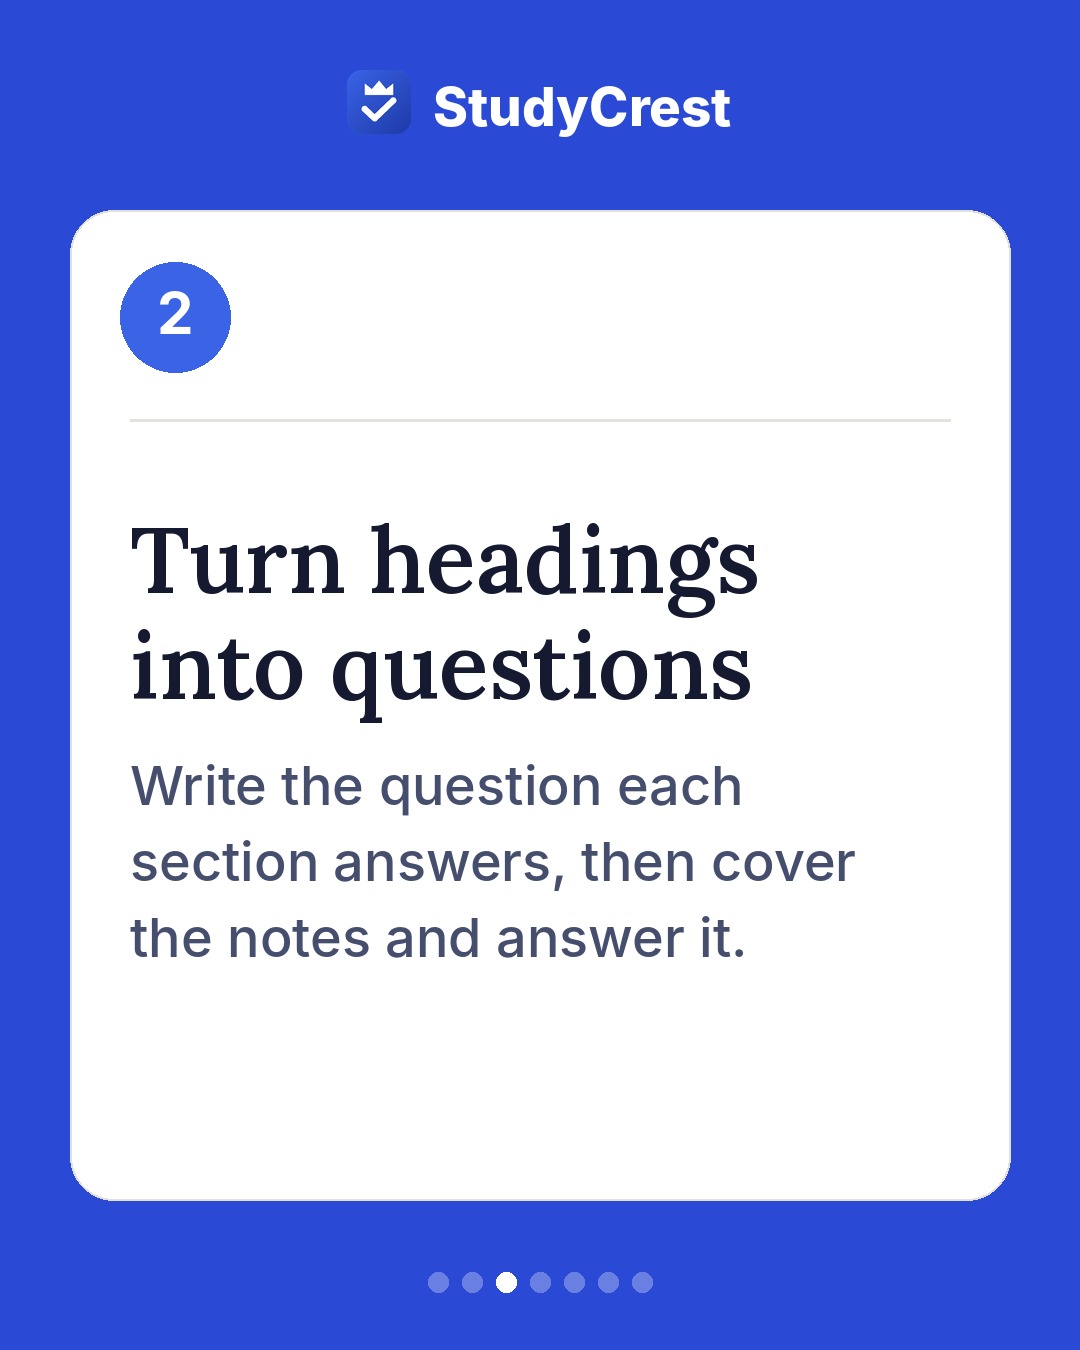 StudyCrest
2
Turn headings
into questions
Write the question each
section answers, then cover
the notes and answer it.